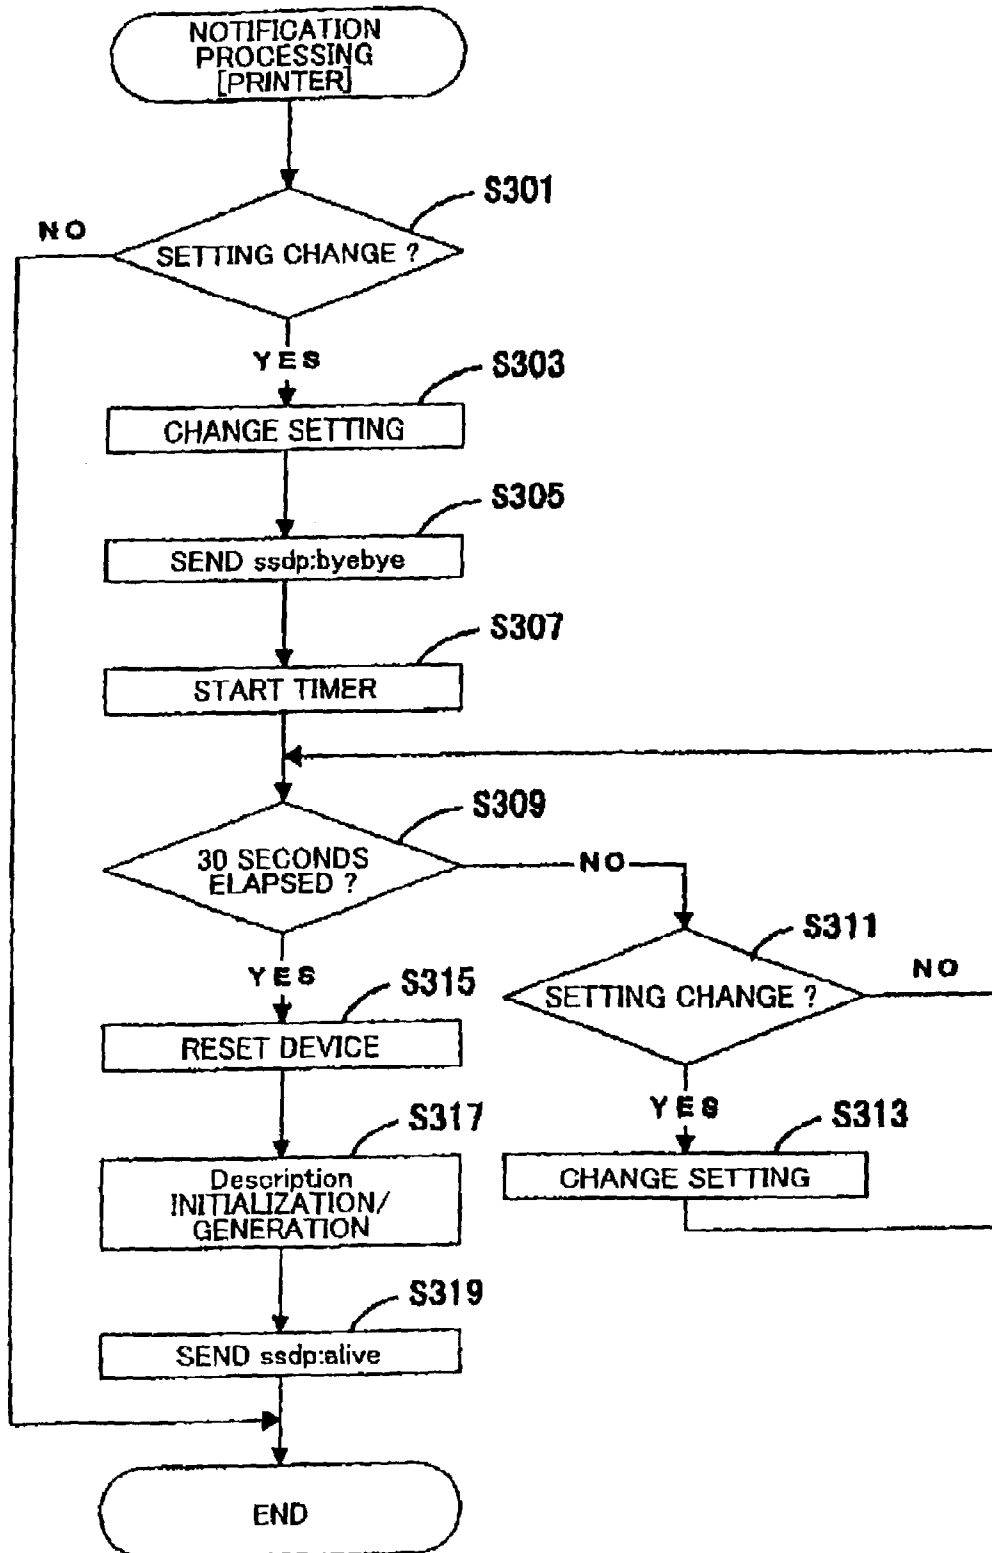 NOTIFICATION
PROCESSING
[PRINTER]
S301
NO
SETTING CHANGE ?
YES
S303
CHANGE SETTING
S305
SEND ssdp:byebye
S307
START TIMER
S309
30 SECONDS
ELAPSED ?
NO
S311
SETTING CHANGE ?
NO
YES
S315
RESET DEVICE
YES
S313
CHANGE SETTING
S317
Description
INITIALIZATION/
GENERATION
S319
SEND ssdp:alive
END